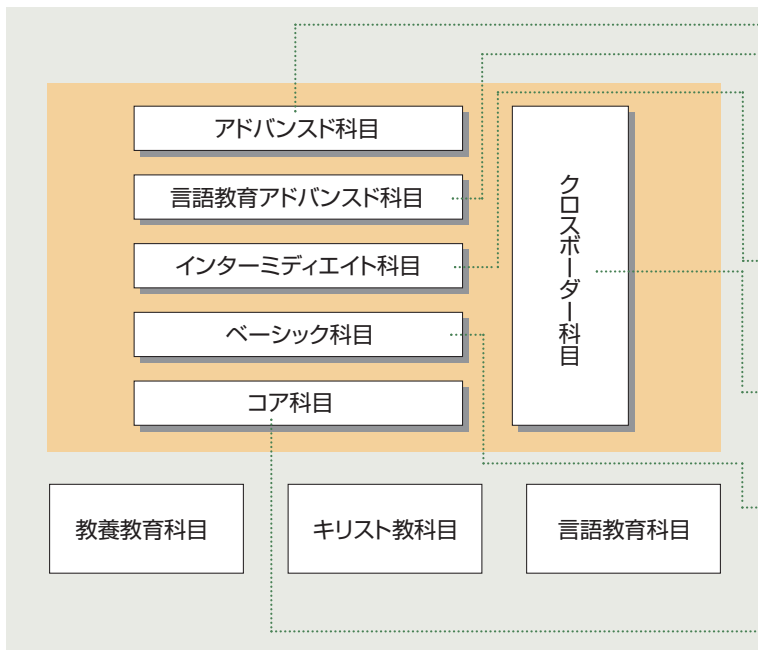 アドバンスド科目
言語教育アドバンスド科目
インターミディエイト科目
ベーシック科目
コア科目
クロスボーダー科目
教養教育科目
キリスト教科目
言語教育科目